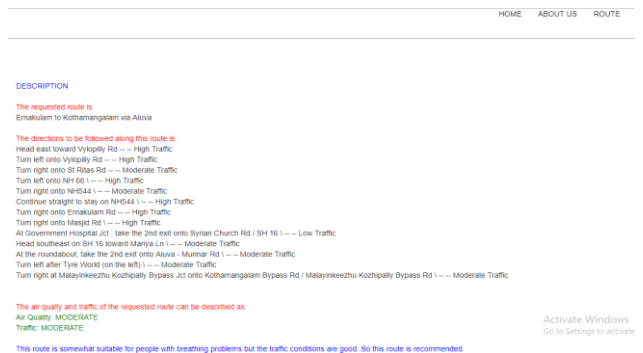 HOME ABOUT US ROUTE
DESCRIPTION
The requested route is:
Ernakulam to Kothamangalam via Aluva
The directions to be followed along this route is:
Head east toward Vylopilly Rd -- -- High Traffic
Turn left onto Vylopilly Rd -- -- High Traffic
Turn right onto St Ritas Rd -- -- Moderate Traffic
Turn left onto NH 66 \ -- -- High Traffic
Turn right onto NH544 \ -- -- Moderate Traffic
Continue straight to stay on NH544 \ -- -- High Traffic
Turn right onto Ernakulam Rd -- -- High Traffic
Turn right onto Masjid Rd \ -- -- High Traffic
At Government Hospital Jct , take the 2nd exit onto Syrian Church Rd / SH 16 \ -- -- Low Traffic
Head southeast on SH 16 toward Mariya Ln \ -- -- Moderate Traffic
At the roundabout, take the 2nd exit onto Aluva - Munnar Rd \ -- -- Moderate Traffic
Turn left after Tyre World (on the left) \ -- -- Moderate Traffic
Turn right at Malayinkeezhu Kozhipally Bypass Jct onto Kothamangalam Bypass Rd / Malayinkeezhu Kozhipally Bypass Rd \ -- -- Moderate Traffic
The air qualty and traffic of the requested route can be described as:
Air Quality: MODERATE
Traffic: MODERATE
This route is somewhat suitable for people with breathing problems but the traffic conditions are good. So this route is recommended.
Activate Windows
Go to Settings to activate